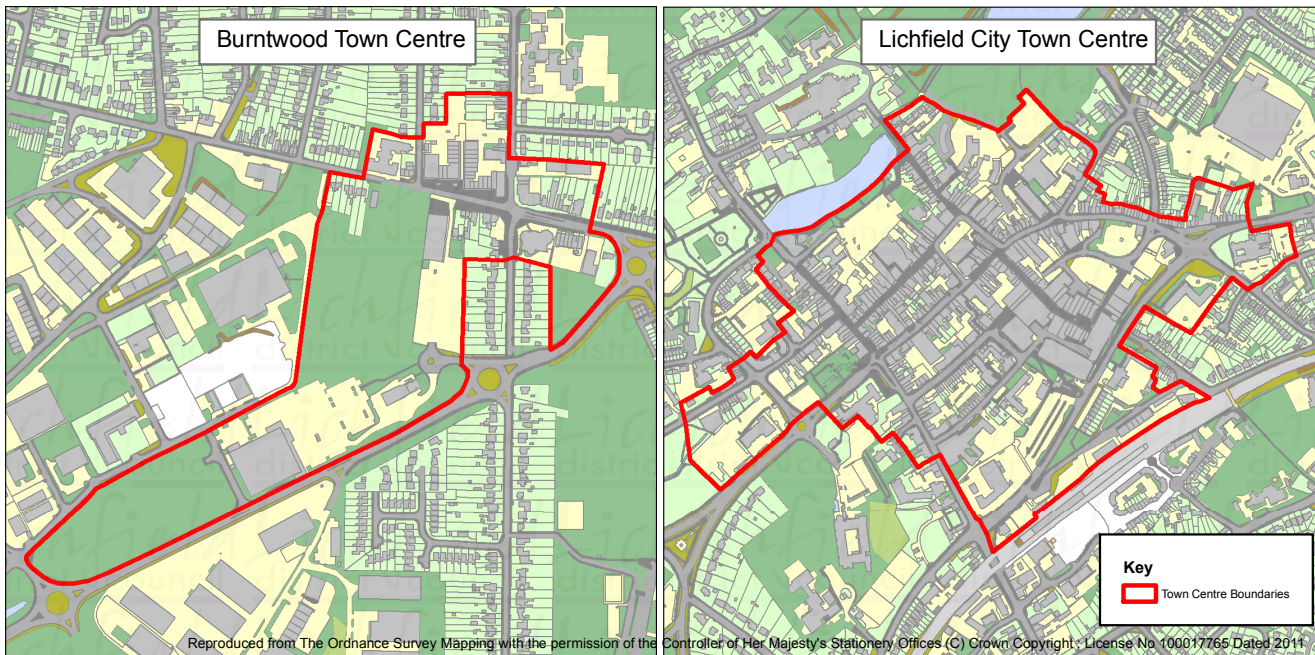 Burntwood Town Centre
Lichfield City Town Centre
Key
Town Centre Boundaries
Reproduced from The Ordnance Survey Mapping with the permission of the Controller of Her Majesty's Stationery Offices (C) Crown Copyright : License No 100017765 Dated 2011